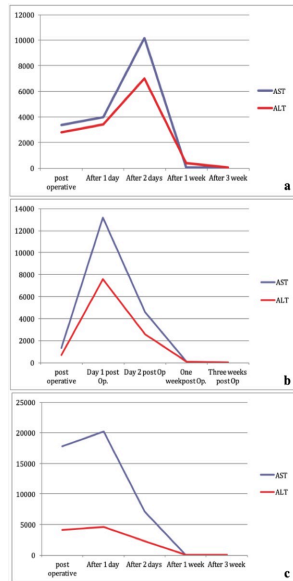 12000
10000
8000
6000
4000
2000
0
post operative
After 1 day
After 2 days
After 1 week
After 3 week
AST
ALT
a
14000
12000
10000
8000
6000
4000
2000
0
post operative
Day 1 post Op.
Day 2 post Op
One weekpost Op.
Three weeks post Op
AST
ALT
b
25000
20000
15000
10000
5000
0
post operative
After 1 day
After 2 days
After 1 week
After 3 week
AST
ALT
c